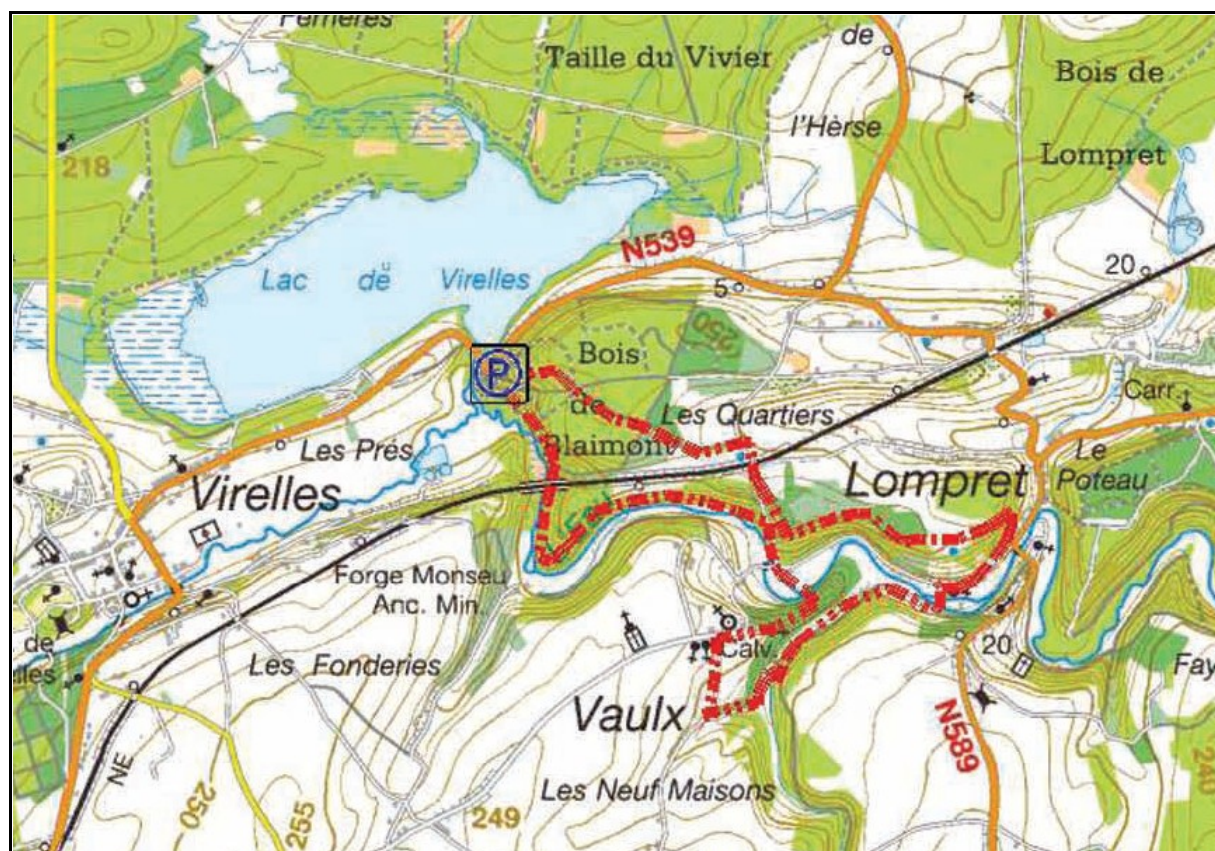 Ferrières
Taille du Vivier
de
l'Hèrse
Bois de
Lompret
218
N539
Lac de Virelles
5
20
250
P
Bois
de
Blaimont
Les Quartiers
Carr.
Les Prés
Virelles
Lompret
Le
Poteau
Forge Monseu
Anc. Min.
de
elles
Les Fonderies
Calv.
20
Fay
Vaulx
N589
NE
250
255
249
Les Neuf Maisons
240